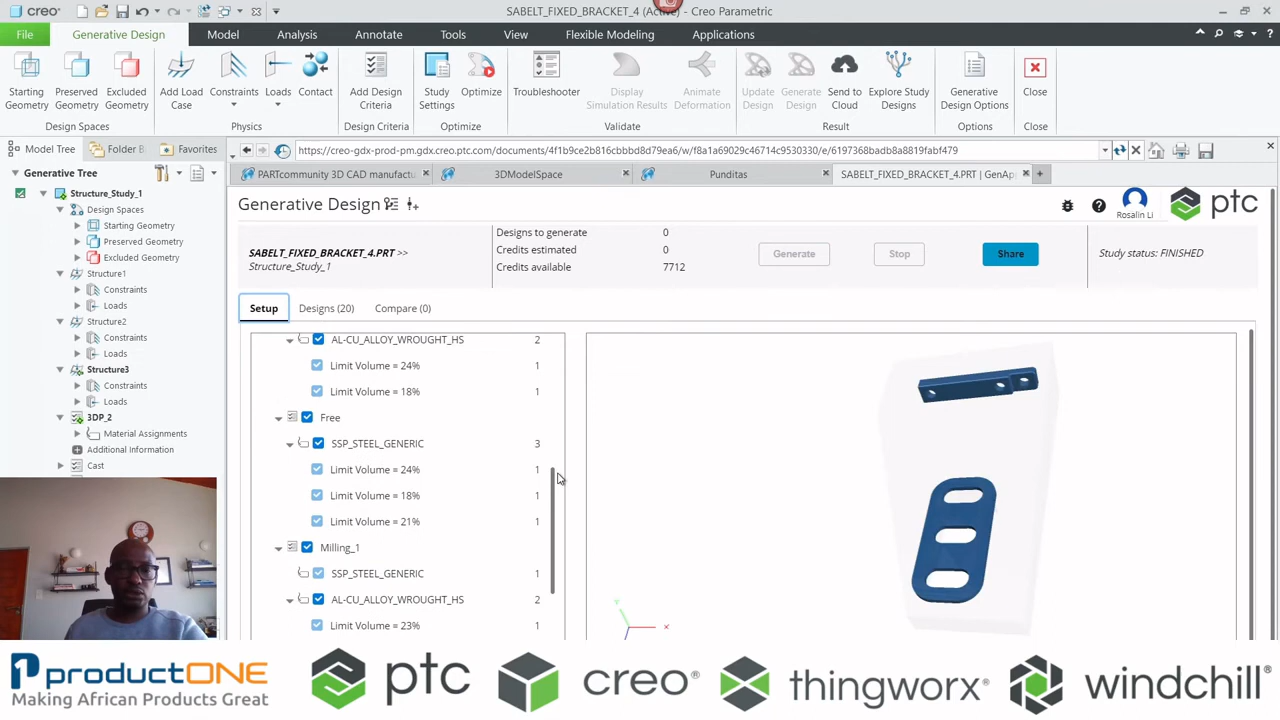 creo
SABELT_FIXED_BRACKET_4 (Active) - Creo Parametric
File
Generative Design
Model
Analysis
Annotate
Tools
View
Flexible Modeling
Applications
Starting Geometry
Preserved Geometry
Excluded Geometry
Add Load Case
Constraints
Loads
Contact
Add Design Criteria
Study Settings
Optimize
Troubleshooter
Display Simulation Results
Animate Deformation
Update Design
Generate Design
Send to Cloud
Explore Study Designs
Generative Design Options
Close
Design Spaces
Physics
Design Criteria
Optimize
Validate
Result
Options
Close
Model Tree
Folder B
Favorites
https://creo-gdx-prod-pm.gdx.creo.ptc.com/documents/4f1b9ce2b816cbbbd8d79ea6/w/f8a1a69029c46714c9530330/e/6197368badb8a8819fabf479
Generative Tree
PARTcommunity 3D CAD manufactu
3DModelSpace
Punditas
SABELT_FIXED_BRACKET_4.PRT | GenAp
Structure_Study_1
Design Spaces
Starting Geometry
Preserved Geometry
Excluded Geometry
Structure1
Constraints
Loads
Structure2
Constraints
Loads
Structure3
Constraints
Loads
3DP_2
Material Assignments
Additional Information
Cast
Generative Design
Rosalin Li
ptc
SABELT_FIXED_BRACKET_4.PRT >>
Structure_Study_1
Designs to generate 0
Credits estimated 0
Credits available 7712
Generate
Stop
Share
Study status: FINISHED
Setup
Designs (20)
Compare (0)
AL-CU_ALLOY_WROUGHT_HS 2
Limit Volume = 24% 1
Limit Volume = 18% 1
Free
SSP_STEEL_GENERIC 3
Limit Volume = 24% 1
Limit Volume = 18% 1
Limit Volume = 21% 1
Milling_1
SSP_STEEL_GENERIC 1
AL-CU_ALLOY_WROUGHT_HS 2
Limit Volume = 23% 1
Y
X
productONE
Making African Products Great
ptc
creo®
thingworx®
windchill®